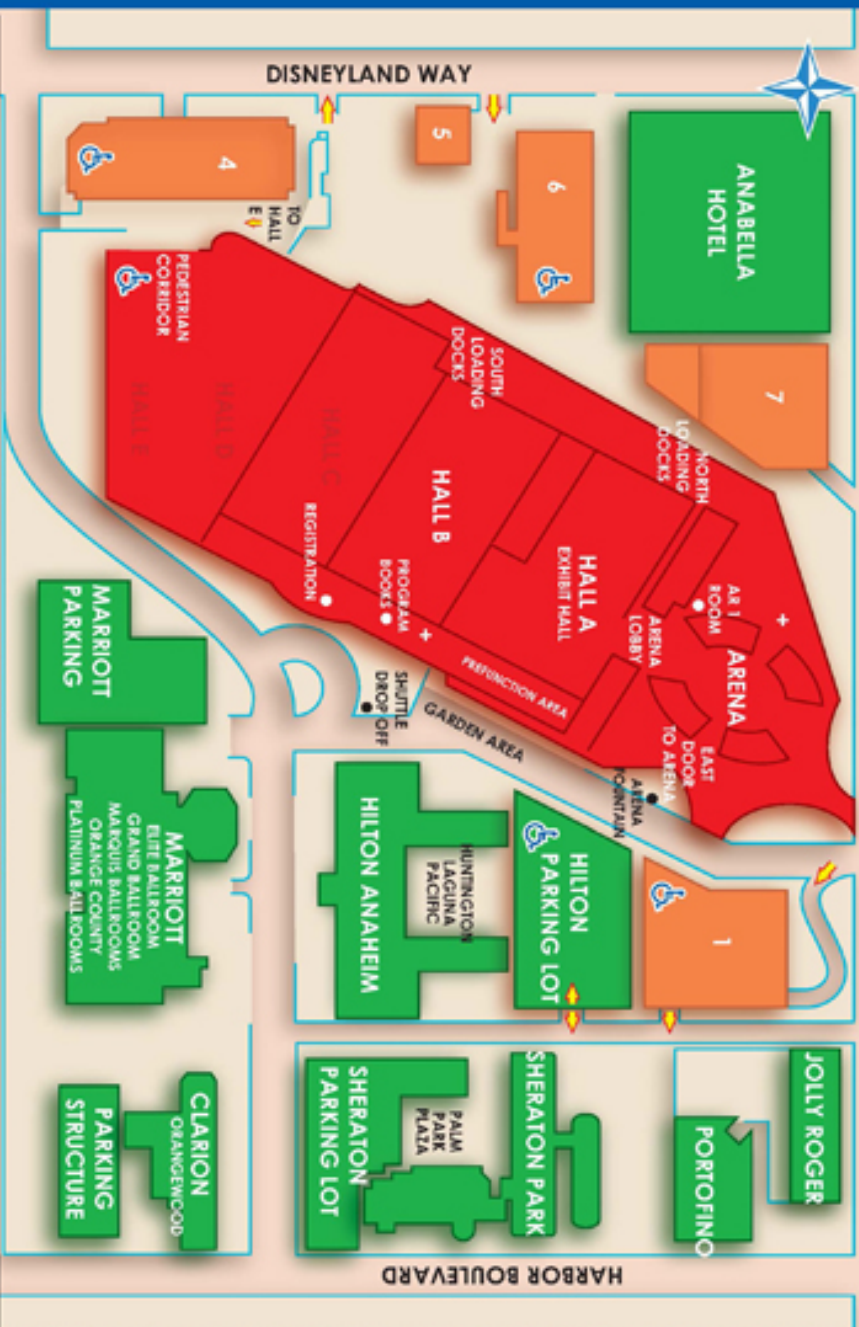 DISNEYLAND WAY
4
5
6
ANABELLA
HOTEL
7
TO
HALL
E
PEDESTRIAN
CORRIDOR
HALL E
HALL D
HALL C
SOUTH
LOADING
DOCKS
HALL B
NORTH
LOADING
DOCKS
HALL A
EXHIBIT HALL
AR 1
ROOM
ARENA
ARENA
LOBBY
REGISTRATION
PROGRAM
BOOKS
PREFUNCTION AREA
EAST
DOOR
TO ARENA
ARENA
FOUNTAIN
GARDEN AREA
SHUTTLE
DROP OFF
MARRIOTT
PARKING
MARRIOTT
ELITE BALLROOM
GRAND BALLROOM
MARQUIS BALLROOMS
ORANGE COUNTY
PLATINUM BALLROOMS
HILTON ANAHEIM
HUNTINGTON
LAGUNA
PACIFIC
HILTON
PARKING LOT
1
CLARION
ORANGEWOOD
PARKING
STRUCTURE
SHERATON
PARKING LOT
PALM
PARK
PLAZA
SHERATON PARK
PORTOFINO
JOLLY ROGER
HARBOR BOULEVARD